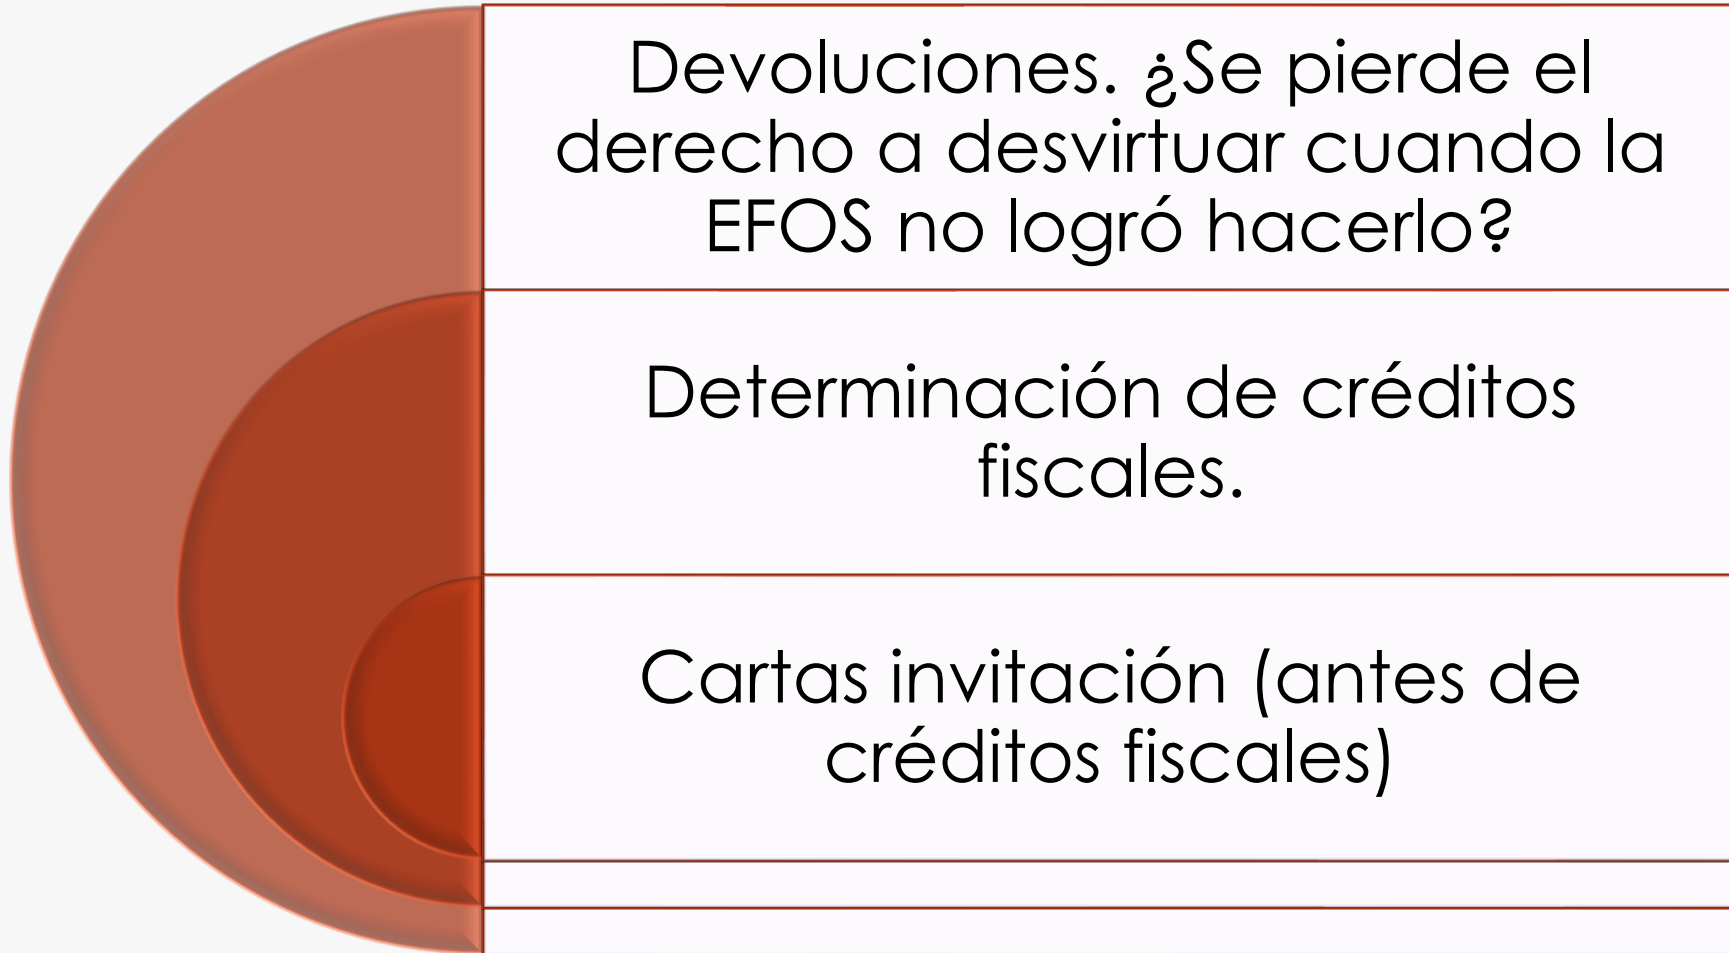 Devoluciones. ¿Se pierde el
derecho a desvirtuar cuando la
EFOS no logró hacerlo?
Determinación de créditos
fiscales.
Cartas invitación (antes de
créditos fiscales)